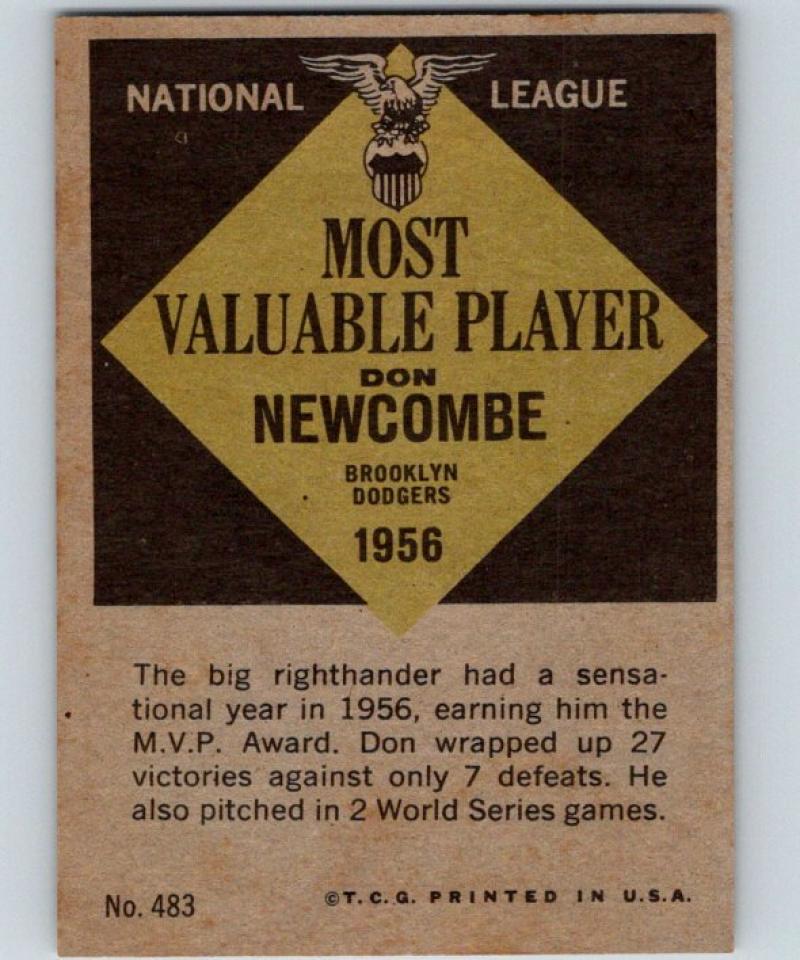 NATIONAL LEAGUE
MOST
VALUABLE PLAYER
DON
NEWCOMBE
BROOKLYN
DODGERS
1956
The big righthander had a sensa-
tional year in 1956, earning him the
M.V.P. Award. Don wrapped up 27
victories against only 7 defeats. He
also pitched in 2 World Series games.
No. 483 ©T.C.G. PRINTED IN U.S.A.